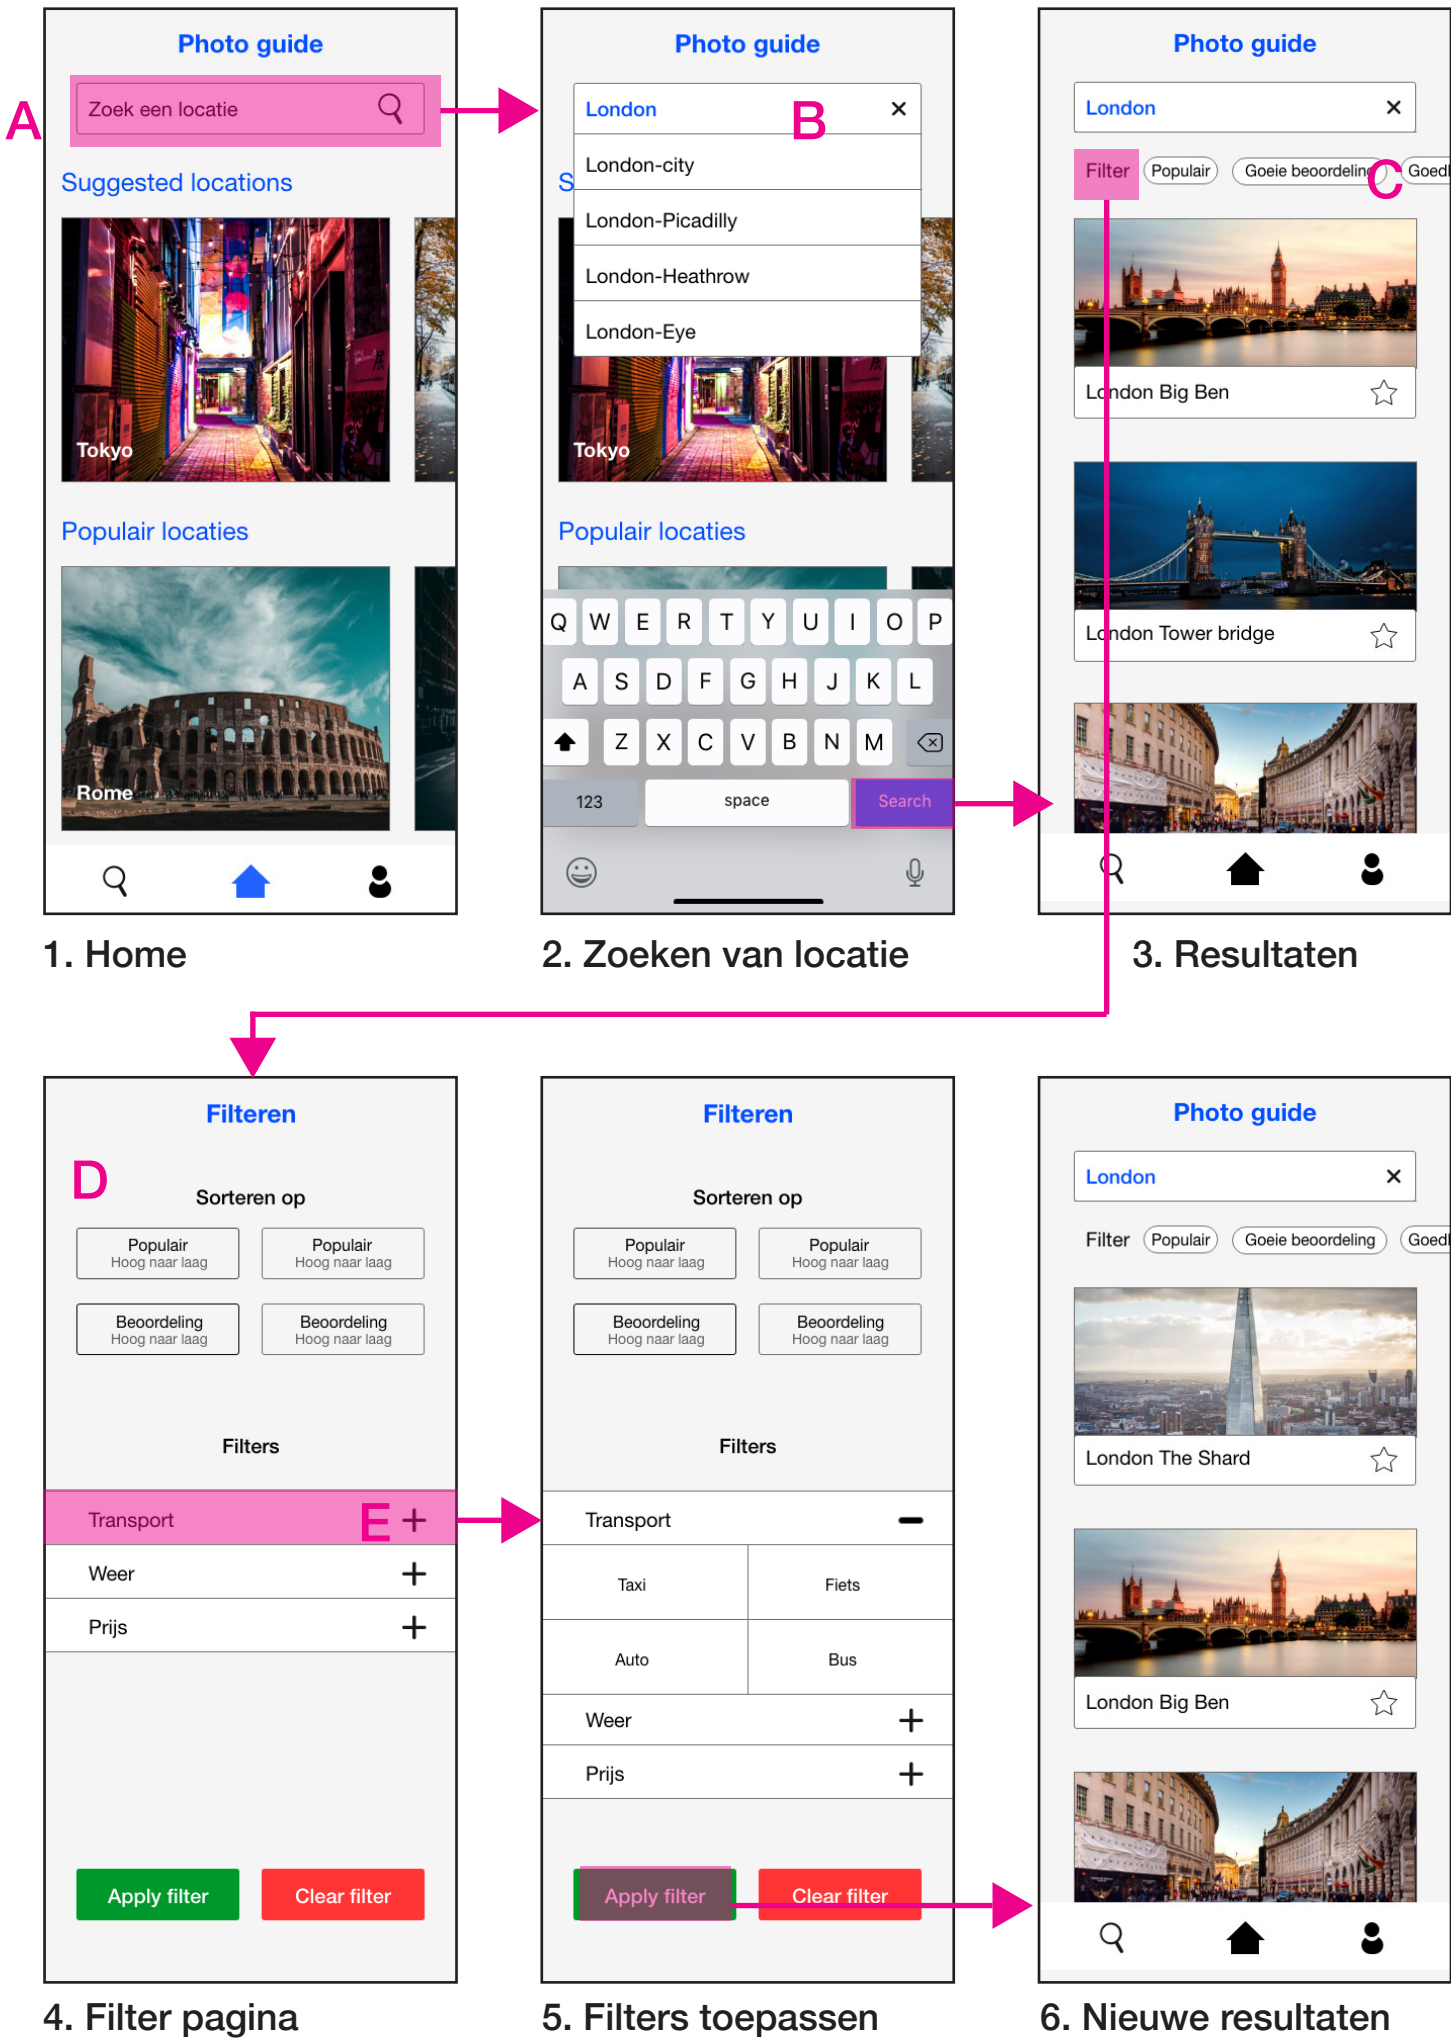 Photo guide
A
Zoek een locatie
Suggested locations
Tokyo
Populair locaties
Rome
1. Home
Photo guide
London
B
London-city
London-Picadilly
London-Heathrow
London-Eye
S
Tokyo
Populair locaties
Q W E R T Y U I O P
A S D F G H J K L
Z X C V B N M
123 space Search
2. Zoeken van locatie
Photo guide
London
Filter Populair Goeie beoordeling Goedl
C
London Big Ben
London Tower bridge
3. Resultaten
Filteren
D
Sorteren op
Populair Populair
Hoog naar laag Hoog naar laag
Beoordeling Beoordeling
Hoog naar laag Hoog naar laag
Filters
Transport E
Weer
Prijs
Apply filter Clear filter
4. Filter pagina
Filteren
Sorteren op
Populair Populair
Hoog naar laag Hoog naar laag
Beoordeling Beoordeling
Hoog naar laag Hoog naar laag
Filters
Transport
Taxi Fiets
Auto Bus
Weer
Prijs
Apply filter Clear filter
5. Filters toepassen
Photo guide
London
Filter Populair Goeie beoordeling Goedl
London The Shard
London Big Ben
6. Nieuwe resultaten